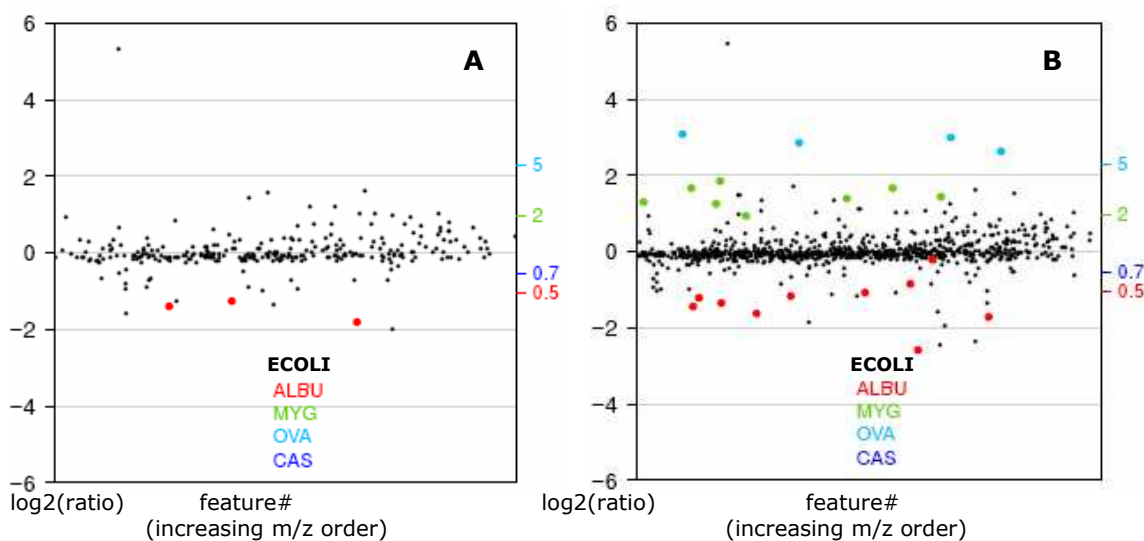 6
4
2
0
−2
−4
−6
A
5
2
0.7
0.5
ECOLI
ALBU
MYG
OVA
CAS
log2(ratio)
feature#
(increasing m/z order)
6
4
2
0
−2
−4
−6
B
5
2
0.7
0.5
ECOLI
ALBU
MYG
OVA
CAS
log2(ratio)
feature#
(increasing m/z order)